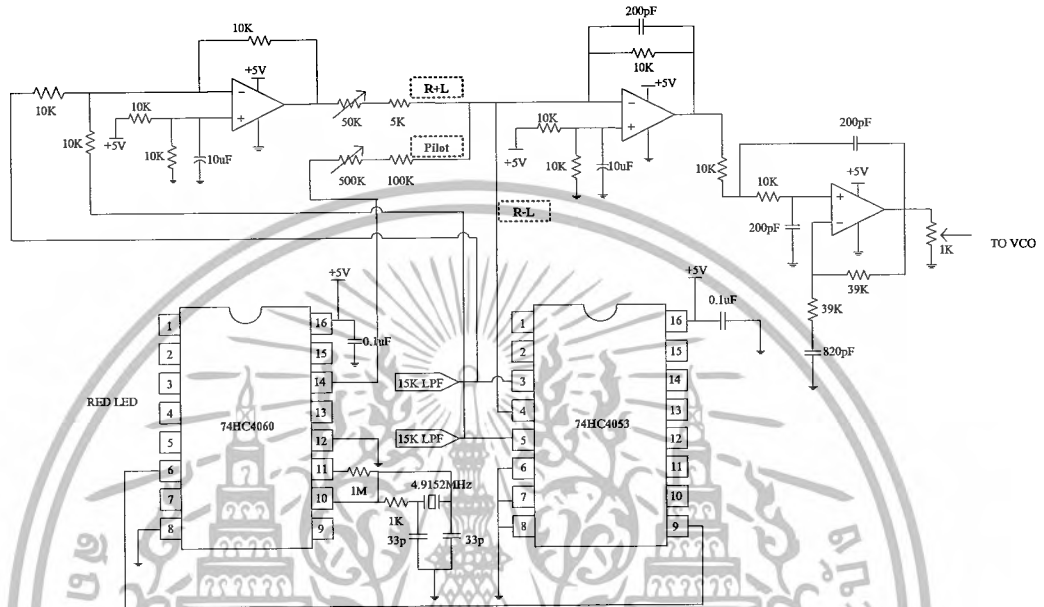 200pF
10K
10K
+5V
+5V
10K
10K
10K
+5V
10K
10K
10uF
50K
5K
R+L
Pilot
500K
100K
R-L
10K
+5V
10K
10uF
10K
200pF
10K
+5V
200pF
1K
TO VCO
39K
39K
820pF
+5V
0.1uF
+5V
0.1uF
RED LED
1
2
3
4
5
6
7
8
16
15
14
13
12
11
10
9
74HC4060
15K LPF
15K LPF
1M
4.9152MHz
1K
33p
33p
1
2
3
4
5
6
7
8
16
15
14
13
12
11
10
9
74HC4053